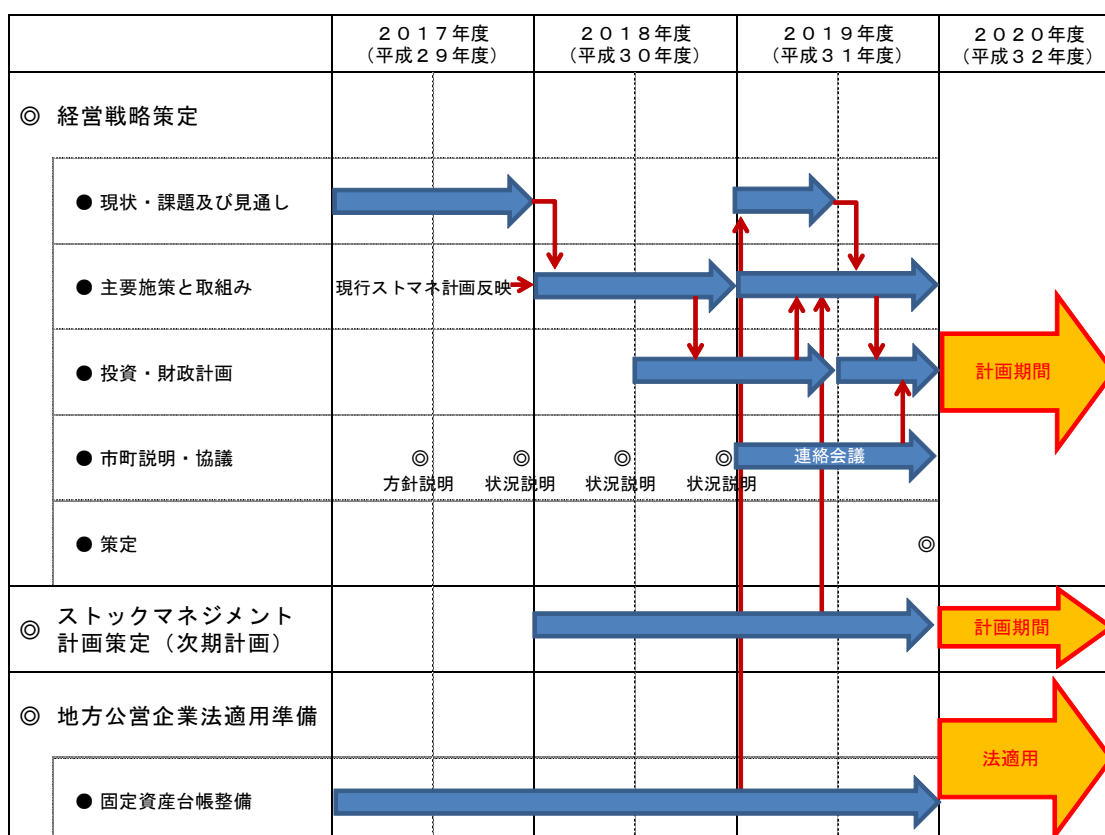 ２０１７年度
（平成２９年度）
２０１８年度
（平成３０年度）
２０１９年度
（平成３１年度）
２０２０年度
（平成３２年度）
◎ 経営戦略策定
● 現状・課題及び見通し
● 主要施策と取組み
現行ストマネ計画反映
● 投資・財政計画
計画期間
● 市町説明・協議
◎
方針説明
◎
状況説明
◎
状況説明
◎
状況説明
連絡会議
● 策定
◎
◎ ストックマネジメント
計画策定（次期計画）
計画期間
◎ 地方公営企業法適用準備
法適用
● 固定資産台帳整備